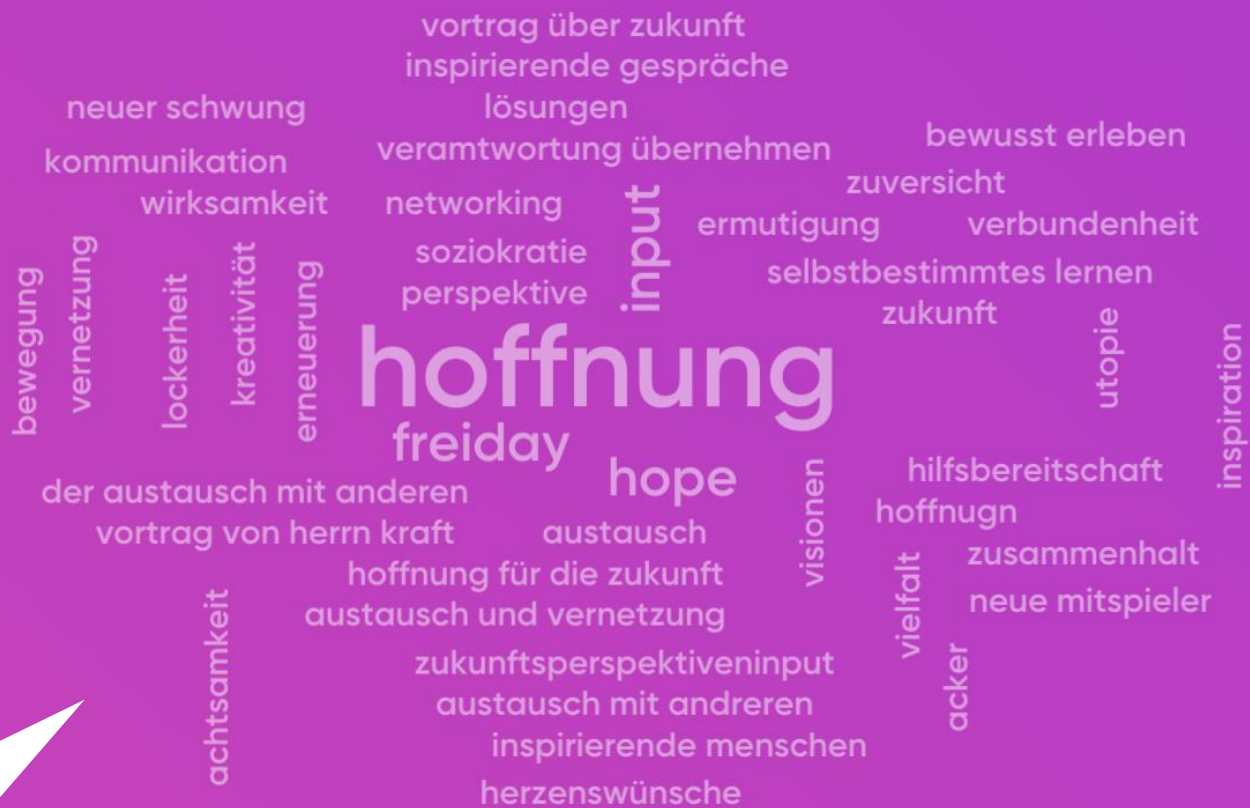 vortrag über zukunft
inspirierende gespräche
neuer schwung
lösungen
bewusst erleben
kommunikation
veramtwortung übernehmen
zuversicht
wirksamkeit
networking
input
ermutigung
verbundenheit
soziokratie
selbstbestimmtes lernen
perspektive
zukunft
bewegung
vernetzung
lockerheit
kreativität
erneuerung
hoffnung
utopie
inspiration
freiday
hope
visionen
hilfsbereitschaft
der austausch mit anderen
hoffnugn
vortrag von herrn kraft
austausch
zusammenhalt
hoffnung für die zukunft
vielfalt
neue mitspieler
austausch und vernetzung
achtsamkeit
zukunftsperspektiveninput
acker
austausch mit andreren
inspirierende menschen
herzenswünsche